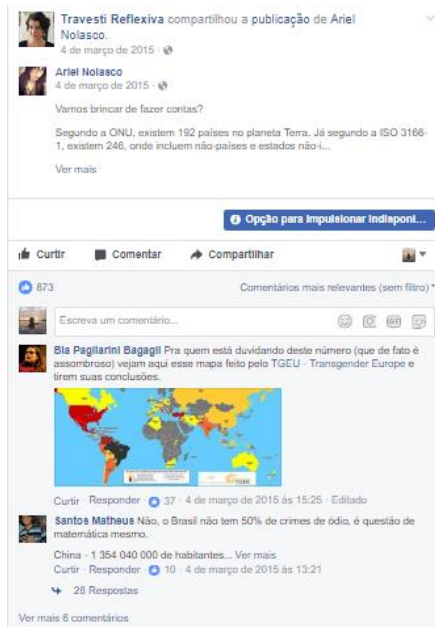 Travesti Reflexiva compartilhou a publicação de Ariel
Nolasco.
4 de março de 2015 ·
Ariel Nolasco
4 de março de 2015 ·
Vamos brincar de fazer contas?
Segundo a ONU, existem 192 países no planeta Terra. Já segundo a ISO 3166-
1, existem 246, onde incluem não-países e estados não-i...
Ver mais
Opção para impulsionar indisponí...
Curtir Comentar Compartilhar
873 Comentários mais relevantes (sem filtro)
Escreva um comentário... GIF
Bia Pagliarini Bagagli Pra quem está duvidando deste número (que de fato é
assombroso) vejam aqui esse mapa feito pelo TGEU - Transgender Europe e
tirem suas conclusões.
Curtir · Responder · 37 · 4 de março de 2015 às 15:25 · Editado
Santos Matheus Não, o Brasil não tem 50% de crimes de ódio, é questão de
matemática mesmo.
China - 1 354 040 000 de habitantes... Ver mais
Curtir · Responder · 10 · 4 de março de 2015 às 13:21
28 Respostas
Ver mais 6 comentários